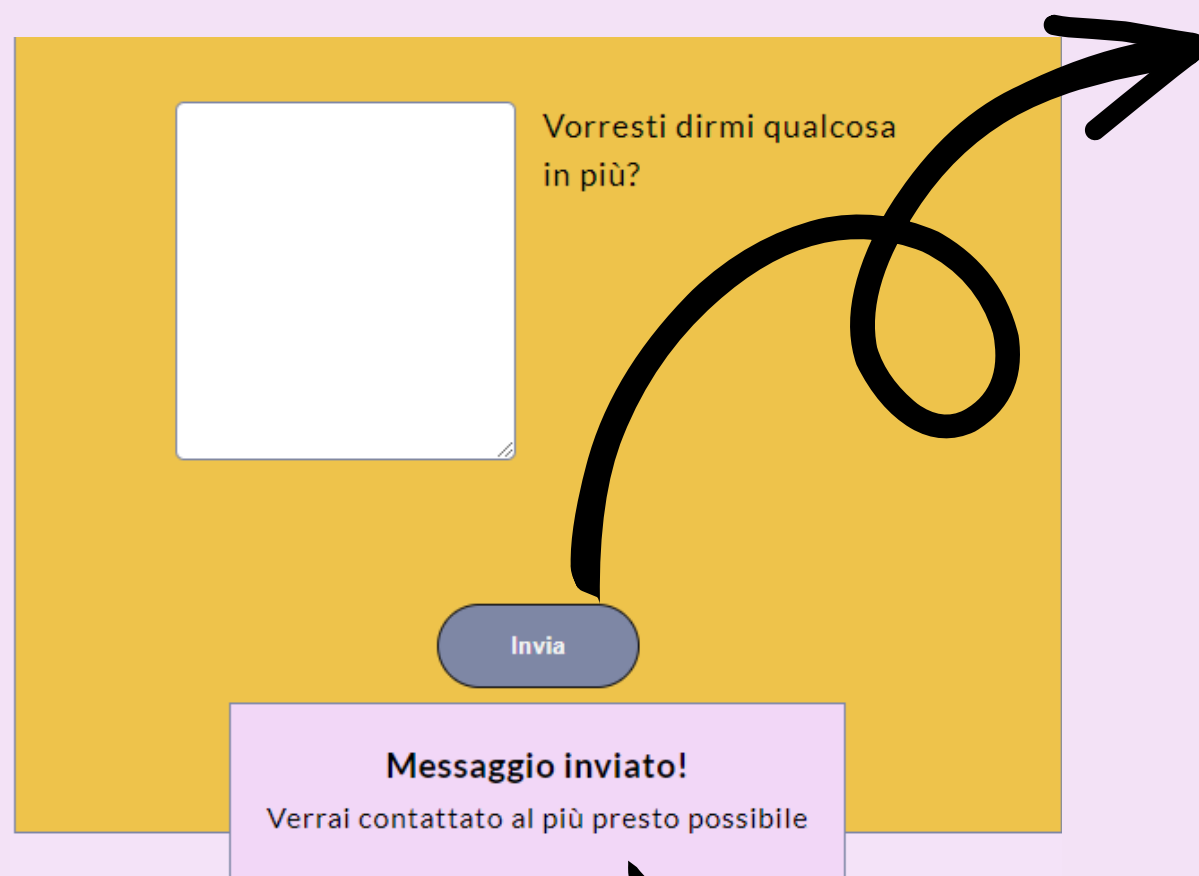 Vorresti dirmi qualcosa
in più?
Invia
Messaggio inviato!
Verrai contattato al più presto possibile